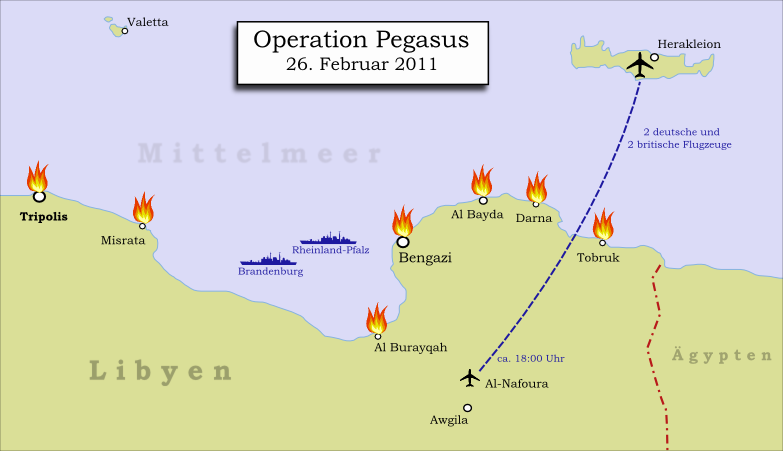 Valetta
Operation Pegasus
26. Februar 2011
Herakleion
2 deutsche und
2 britische Flugzeuge
Mittelmeer
Tripolis
Misrata
Rheinland-Pfalz
Brandenburg
Bengazi
Al Bayda
Darna
Tobruk
Al Burayqah
ca. 18:00 Uhr
Ägypten
Libyen
Al-Nafoura
Awgila